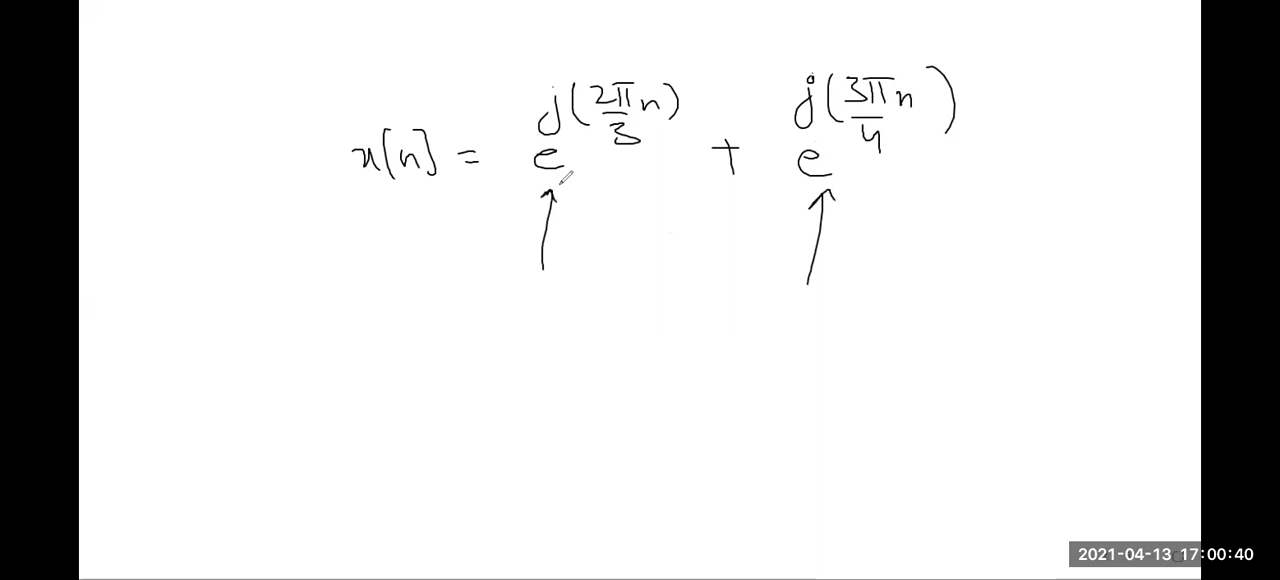 x[n] = e^{j(2π/3 n)} + e^{j(3π/4 n)}
2021-04-13 17:00:40